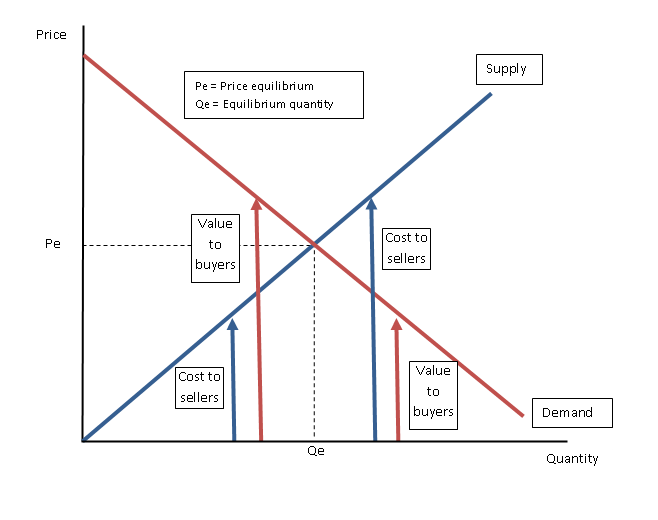 Price
Supply
Pe = Price equilibrium
Qe = Equilibrium quantity
Value
to
buyers
Cost to
sellers
Pe
Cost to
sellers
Value
to
buyers
Demand
Qe
Quantity